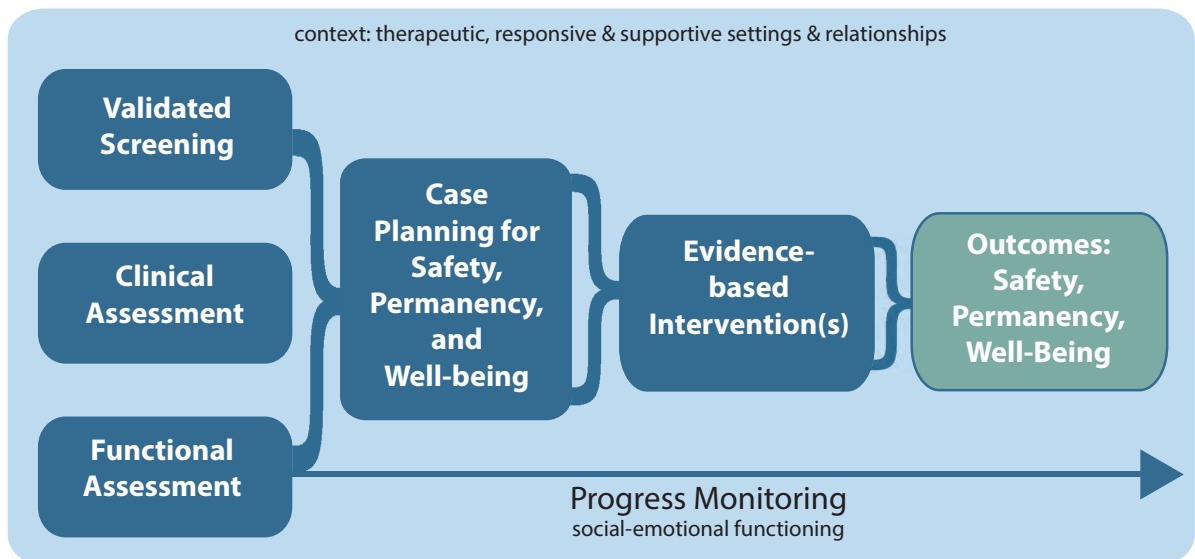 context: therapeutic, responsive & supportive settings & relationships
Validated
Screening
Clinical
Assessment
Functional
Assessment
Case
Planning for
Safety,
Permanency,
and
Well-being
Evidence-
based
Intervention(s)
Outcomes:
Safety,
Permanency,
Well-Being
Progress Monitoring
social-emotional functioning